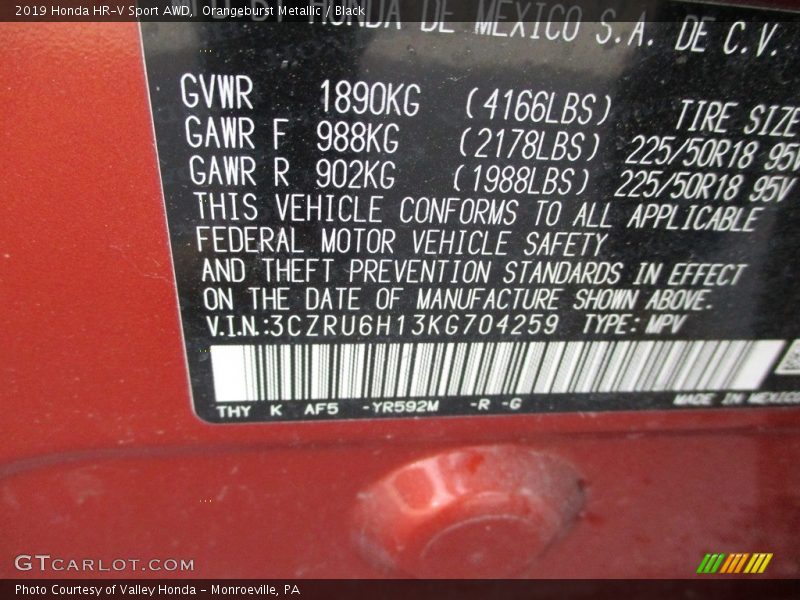 2019 Honda HR-V Sport AWD, Orangeburst Metallic / Black
HONDA DE MEXICO S.A. DE C.V.
GVWR 1890KG (4166LBS) TIRE SIZE
GAWR F 988KG (2178LBS) 225/50R18 95V
GAWR R 902KG (1988LBS) 225/50R18 95V
THIS VEHICLE CONFORMS TO ALL APPLICABLE
FEDERAL MOTOR VEHICLE SAFETY
AND THEFT PREVENTION STANDARDS IN EFFECT
ON THE DATE OF MANUFACTURE SHOWN ABOVE.
V.I.N.:3CZRU6H13KG704259 TYPE: MPV
THY K AF5 -YR592M -R -G MADE IN MEXICO
GTCARLOT.COM
Photo Courtesy of Valley Honda - Monroeville, PA